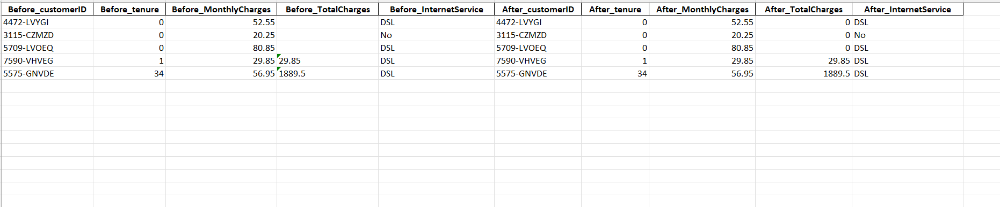 Before_customerID Before_tenure Before_MonthlyCharges Before_TotalCharges Before_InternetService After_customerID After_tenure After_MonthlyCharges After_TotalCharges After_InternetService
4472-LVYGI 0 52.55 DSL 4472-LVYGI 0 52.55 0 DSL
3115-CZMZD 0 20.25 No 3115-CZMZD 0 20.25 0 No
5709-LVOEQ 0 80.85 DSL 5709-LVOEQ 0 80.85 0 DSL
7590-VHVEG 1 29.85 29.85 DSL 7590-VHVEG 1 29.85 29.85 DSL
5575-GNVDE 34 56.95 1889.5 DSL 5575-GNVDE 34 56.95 1889.5 DSL